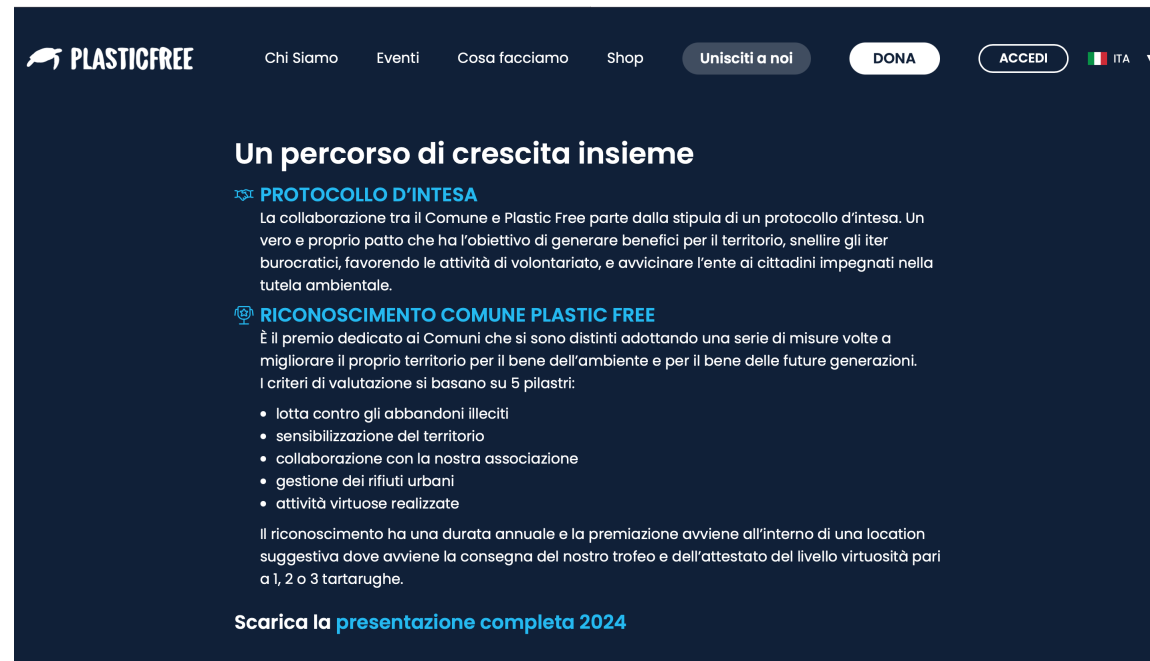 PLASTICFREE
Chi Siamo
Eventi
Cosa facciamo
Shop
Unisciti a noi
DONA
ACCEDI
ITA
Un percorso di crescita insieme
PROTOCOLLO D’INTESA
La collaborazione tra il Comune e Plastic Free parte dalla stipula di un protocollo d’intesa. Un
vero e proprio patto che ha l’obiettivo di generare benefici per il territorio, snellire gli iter
burocratici, favorendo le attività di volontariato, e avvicinare l’ente ai cittadini impegnati nella
tutela ambientale.
RICONOSCIMENTO COMUNE PLASTIC FREE
È il premio dedicato ai Comuni che si sono distinti adottando una serie di misure volte a
migliorare il proprio territorio per il bene dell’ambiente e per il bene delle future generazioni.
I criteri di valutazione si basano su 5 pilastri:
• lotta contro gli abbandoni illeciti
• sensibilizzazione del territorio
• collaborazione con la nostra associazione
• gestione dei rifiuti urbani
• attività virtuose realizzate
Il riconoscimento ha una durata annuale e la premiazione avviene all’interno di una location
suggestiva dove avviene la consegna del nostro trofeo e dell’attestato del livello virtuosità pari
a 1, 2 o 3 tartarughe.
Scarica la presentazione completa 2024